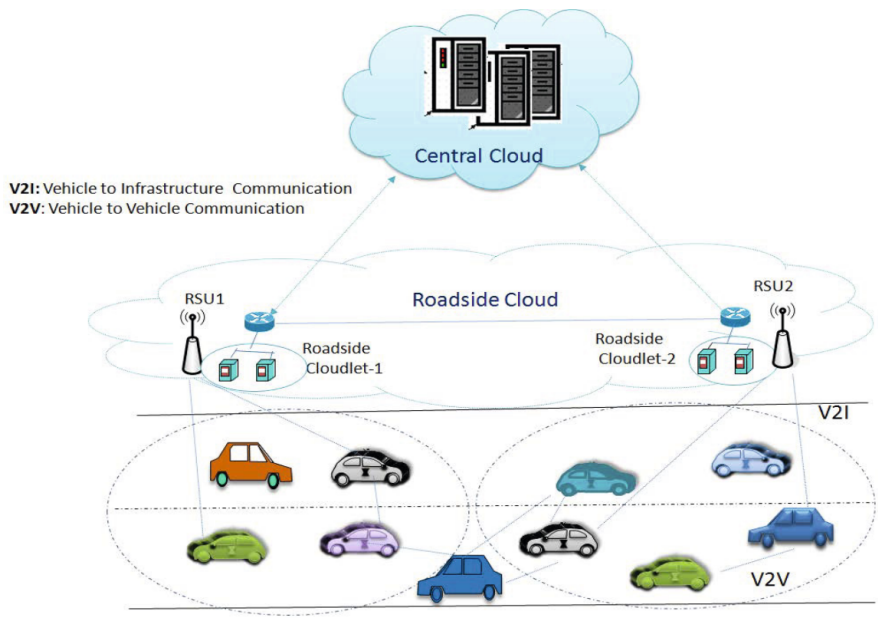 Central Cloud
V2I: Vehicle to Infrastructure Communication
V2V: Vehicle to Vehicle Communication
RSU1
Roadside Cloud
RSU2
Roadside
Cloudlet-1
Roadside
Cloudlet-2
V2I
V2V